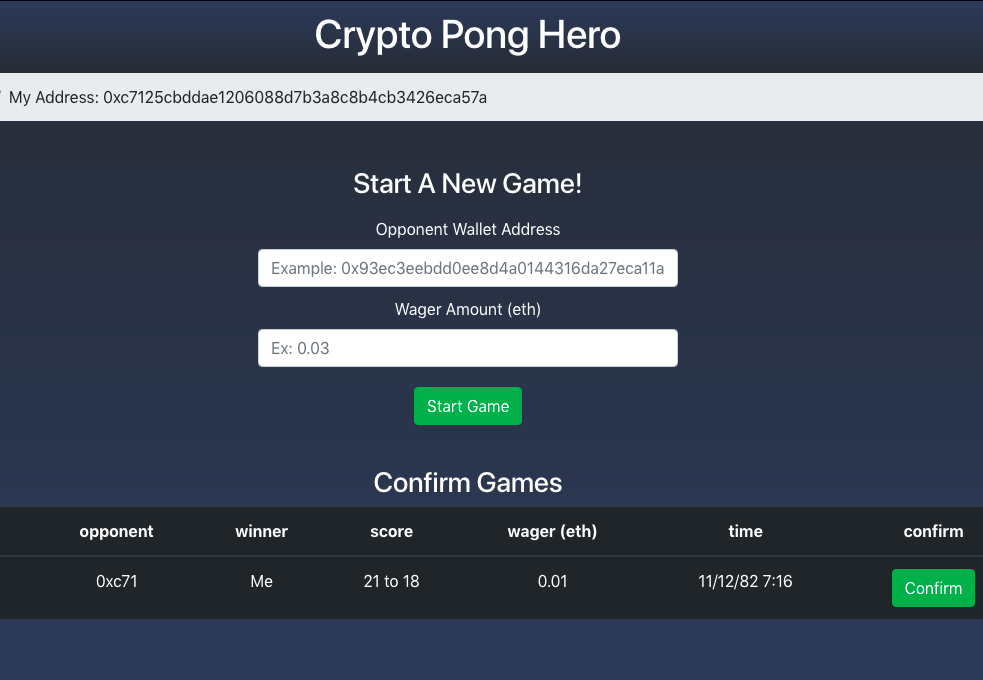 Crypto Pong Hero
My Address: 0xc7125cbddae1206088d7b3a8c8b4cb3426eca57a
Start A New Game!
Opponent Wallet Address
Example: 0x93ec3eebdd0ee8d4a0144316da27eca11a
Wager Amount (eth)
Ex: 0.03
Start Game
Confirm Games
opponent winner score wager (eth) time confirm
0xc71 Me 21 to 18 0.01 11/12/82 7:16 Confirm